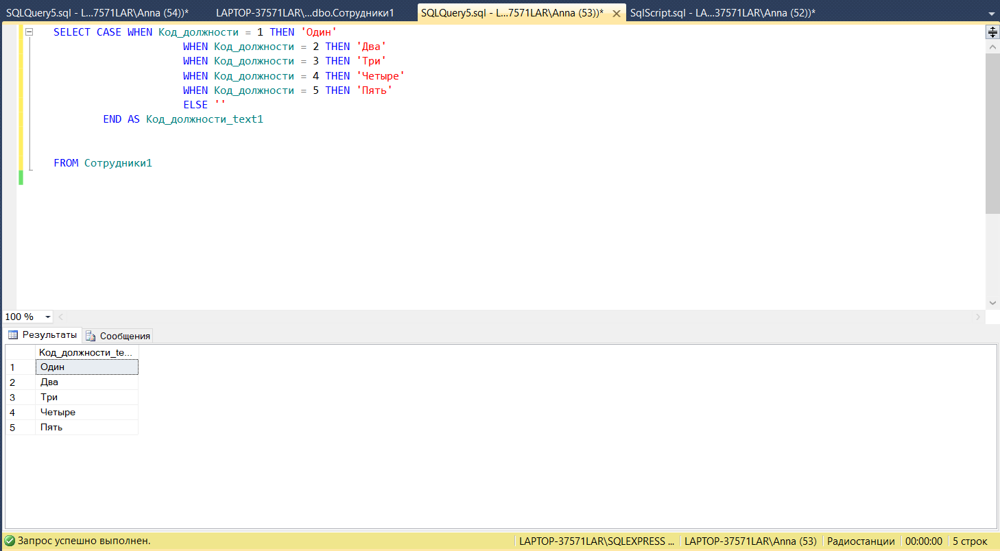 SQLQuery5.sql - L...7571LAR\Anna (54))* LAPTOP-37571LAR\...dbo.Сотрудники1 SQLQuery5.sql - L...7571LAR\Anna (53))* SqlScript.sql - LA...37571LAR\Anna (52))*
SELECT CASE WHEN Код_должности = 1 THEN 'Один'
WHEN Код_должности = 2 THEN 'Два'
WHEN Код_должности = 3 THEN 'Три'
WHEN Код_должности = 4 THEN 'Четыре'
WHEN Код_должности = 5 THEN 'Пять'
ELSE ''
END AS Код_должности_text1
FROM Сотрудники1
100 %
Результаты Сообщения
Код_должности_te...
1 Один
2 Два
3 Три
4 Четыре
5 Пять
Запрос успешно выполнен. LAPTOP-37571LAR\SQLEXPRESS ... LAPTOP-37571LAR\Anna (53) Радиостанции 00:00:00 5 строк